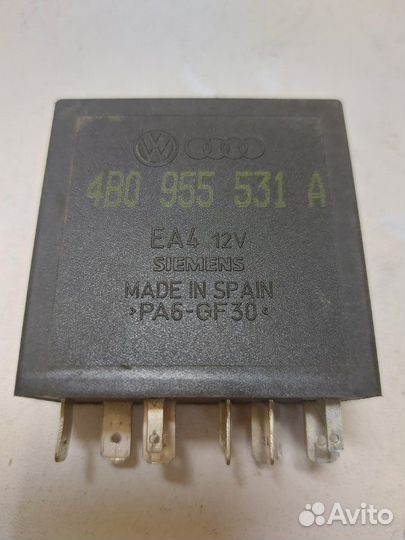 4B0 955 531 A
EA4 12V
SIEMENS
MADE IN SPAIN
>PA6-GF30<
Avito